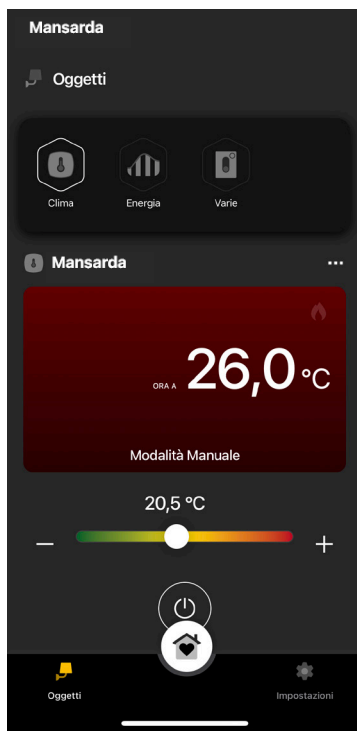 Mansarda
Oggetti
Clima Energia Varie
Mansarda
ORA A 26,0 °C
Modalità Manuale
20,5 °C
Oggetti Impostazioni